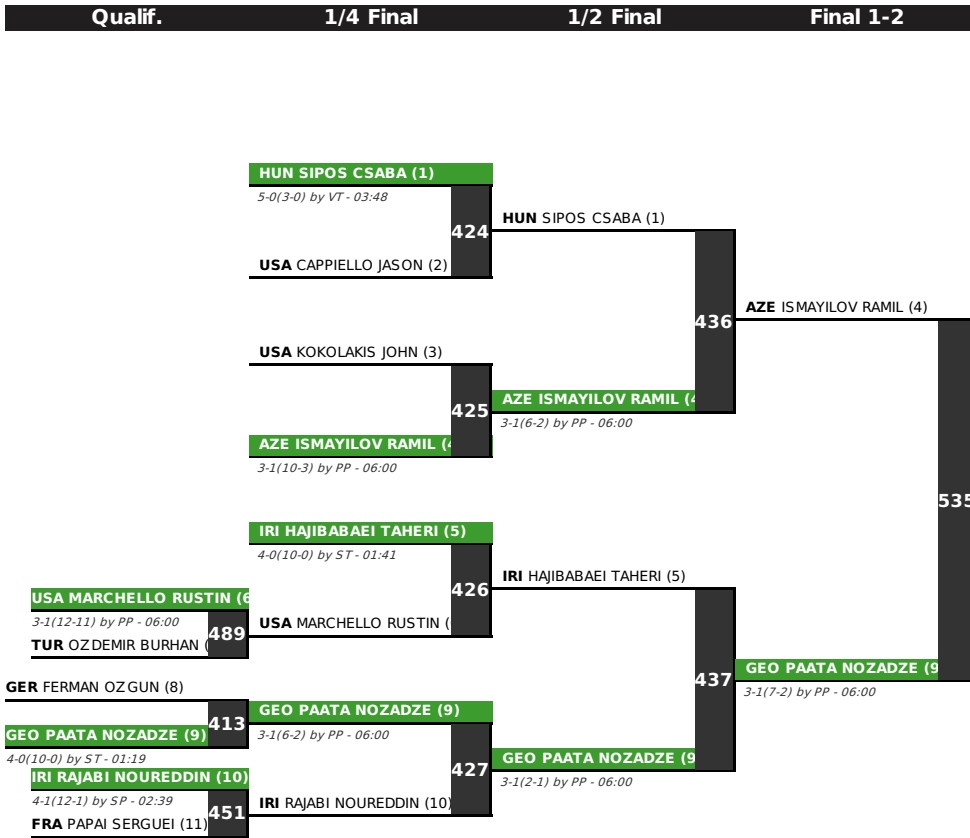 Qualif.
1/4 Final
1/2 Final
Final 1-2
HUN SIPOS CSABA (1)
5-0(3-0) by VT - 03:48
424
USA CAPPIELLO JASON (2)
USA KOKOLAKIS JOHN (3)
425
AZE ISMAYILOV RAMIL (4
3-1(10-3) by PP - 06:00
IRI HAJIBABAEI TAHERI (5)
4-0(10-0) by ST - 01:41
426
USA MARCHELLO RUSTIN (
USA MARCHELLO RUSTIN (6
3-1(12-11) by PP - 06:00
489
TUR OZDEMIR BURHAN (
GER FERMAN OZGUN (8)
413
GEO PAATA NOZADZE (9)
4-0(10-0) by ST - 01:19
IRI RAJABI NOUREDDIN (10)
4-1(12-1) by SP - 02:39
451
FRA PAPAI SERGUEI (11)
GEO PAATA NOZADZE (9)
3-1(6-2) by PP - 06:00
427
IRI RAJABI NOUREDDIN (10)
HUN SIPOS CSABA (1)
436
AZE ISMAYILOV RAMIL (4
3-1(6-2) by PP - 06:00
IRI HAJIBABAEI TAHERI (5)
437
GEO PAATA NOZADZE (9
3-1(2-1) by PP - 06:00
AZE ISMAYILOV RAMIL (4)
535
GEO PAATA NOZADZE (9
3-1(7-2) by PP - 06:00